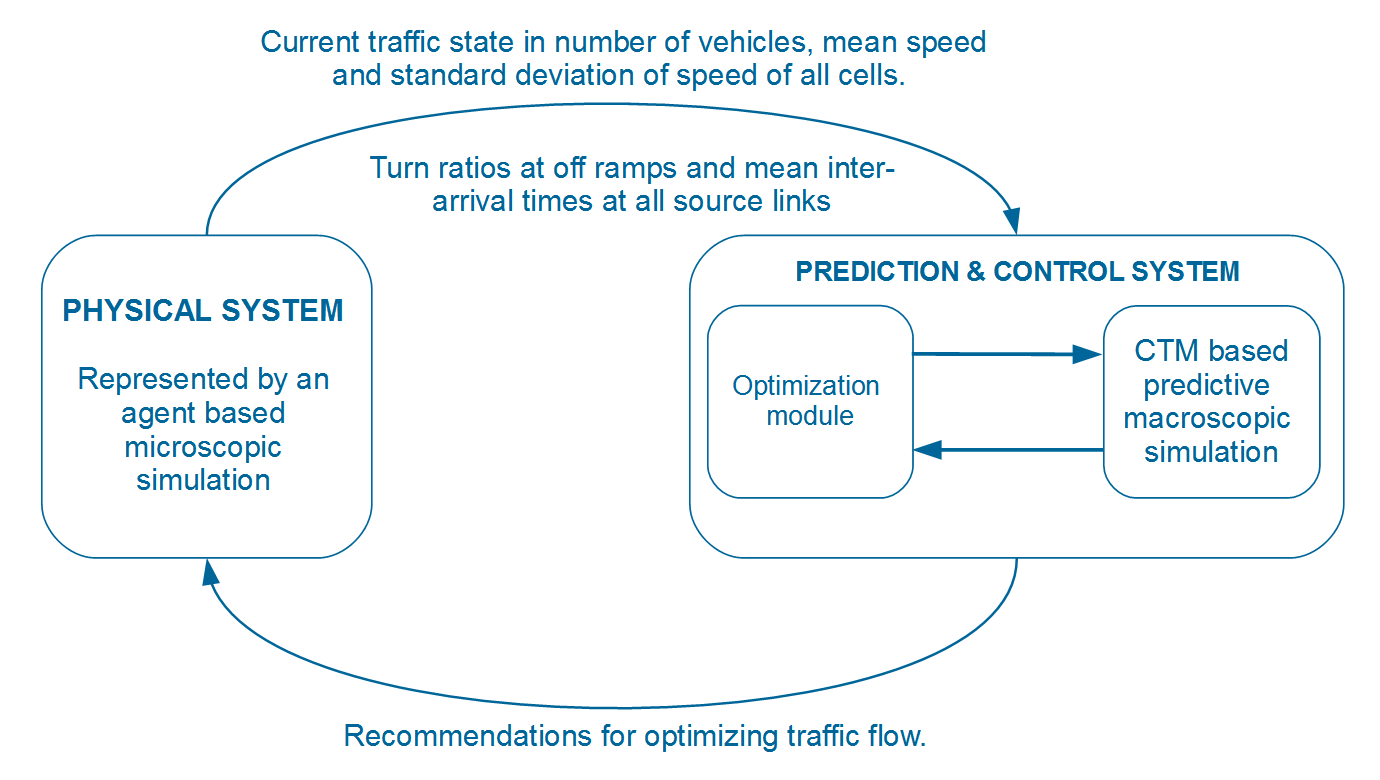 Current traffic state in number of vehicles, mean speed
and standard deviation of speed of all cells.
Turn ratios at off ramps and mean inter-
arrival times at all source links
PHYSICAL SYSTEM
Represented by an
agent based
microscopic
simulation
PREDICTION & CONTROL SYSTEM
Optimization
module
CTM based
predictive
macroscopic
simulation
Recommendations for optimizing traffic flow.